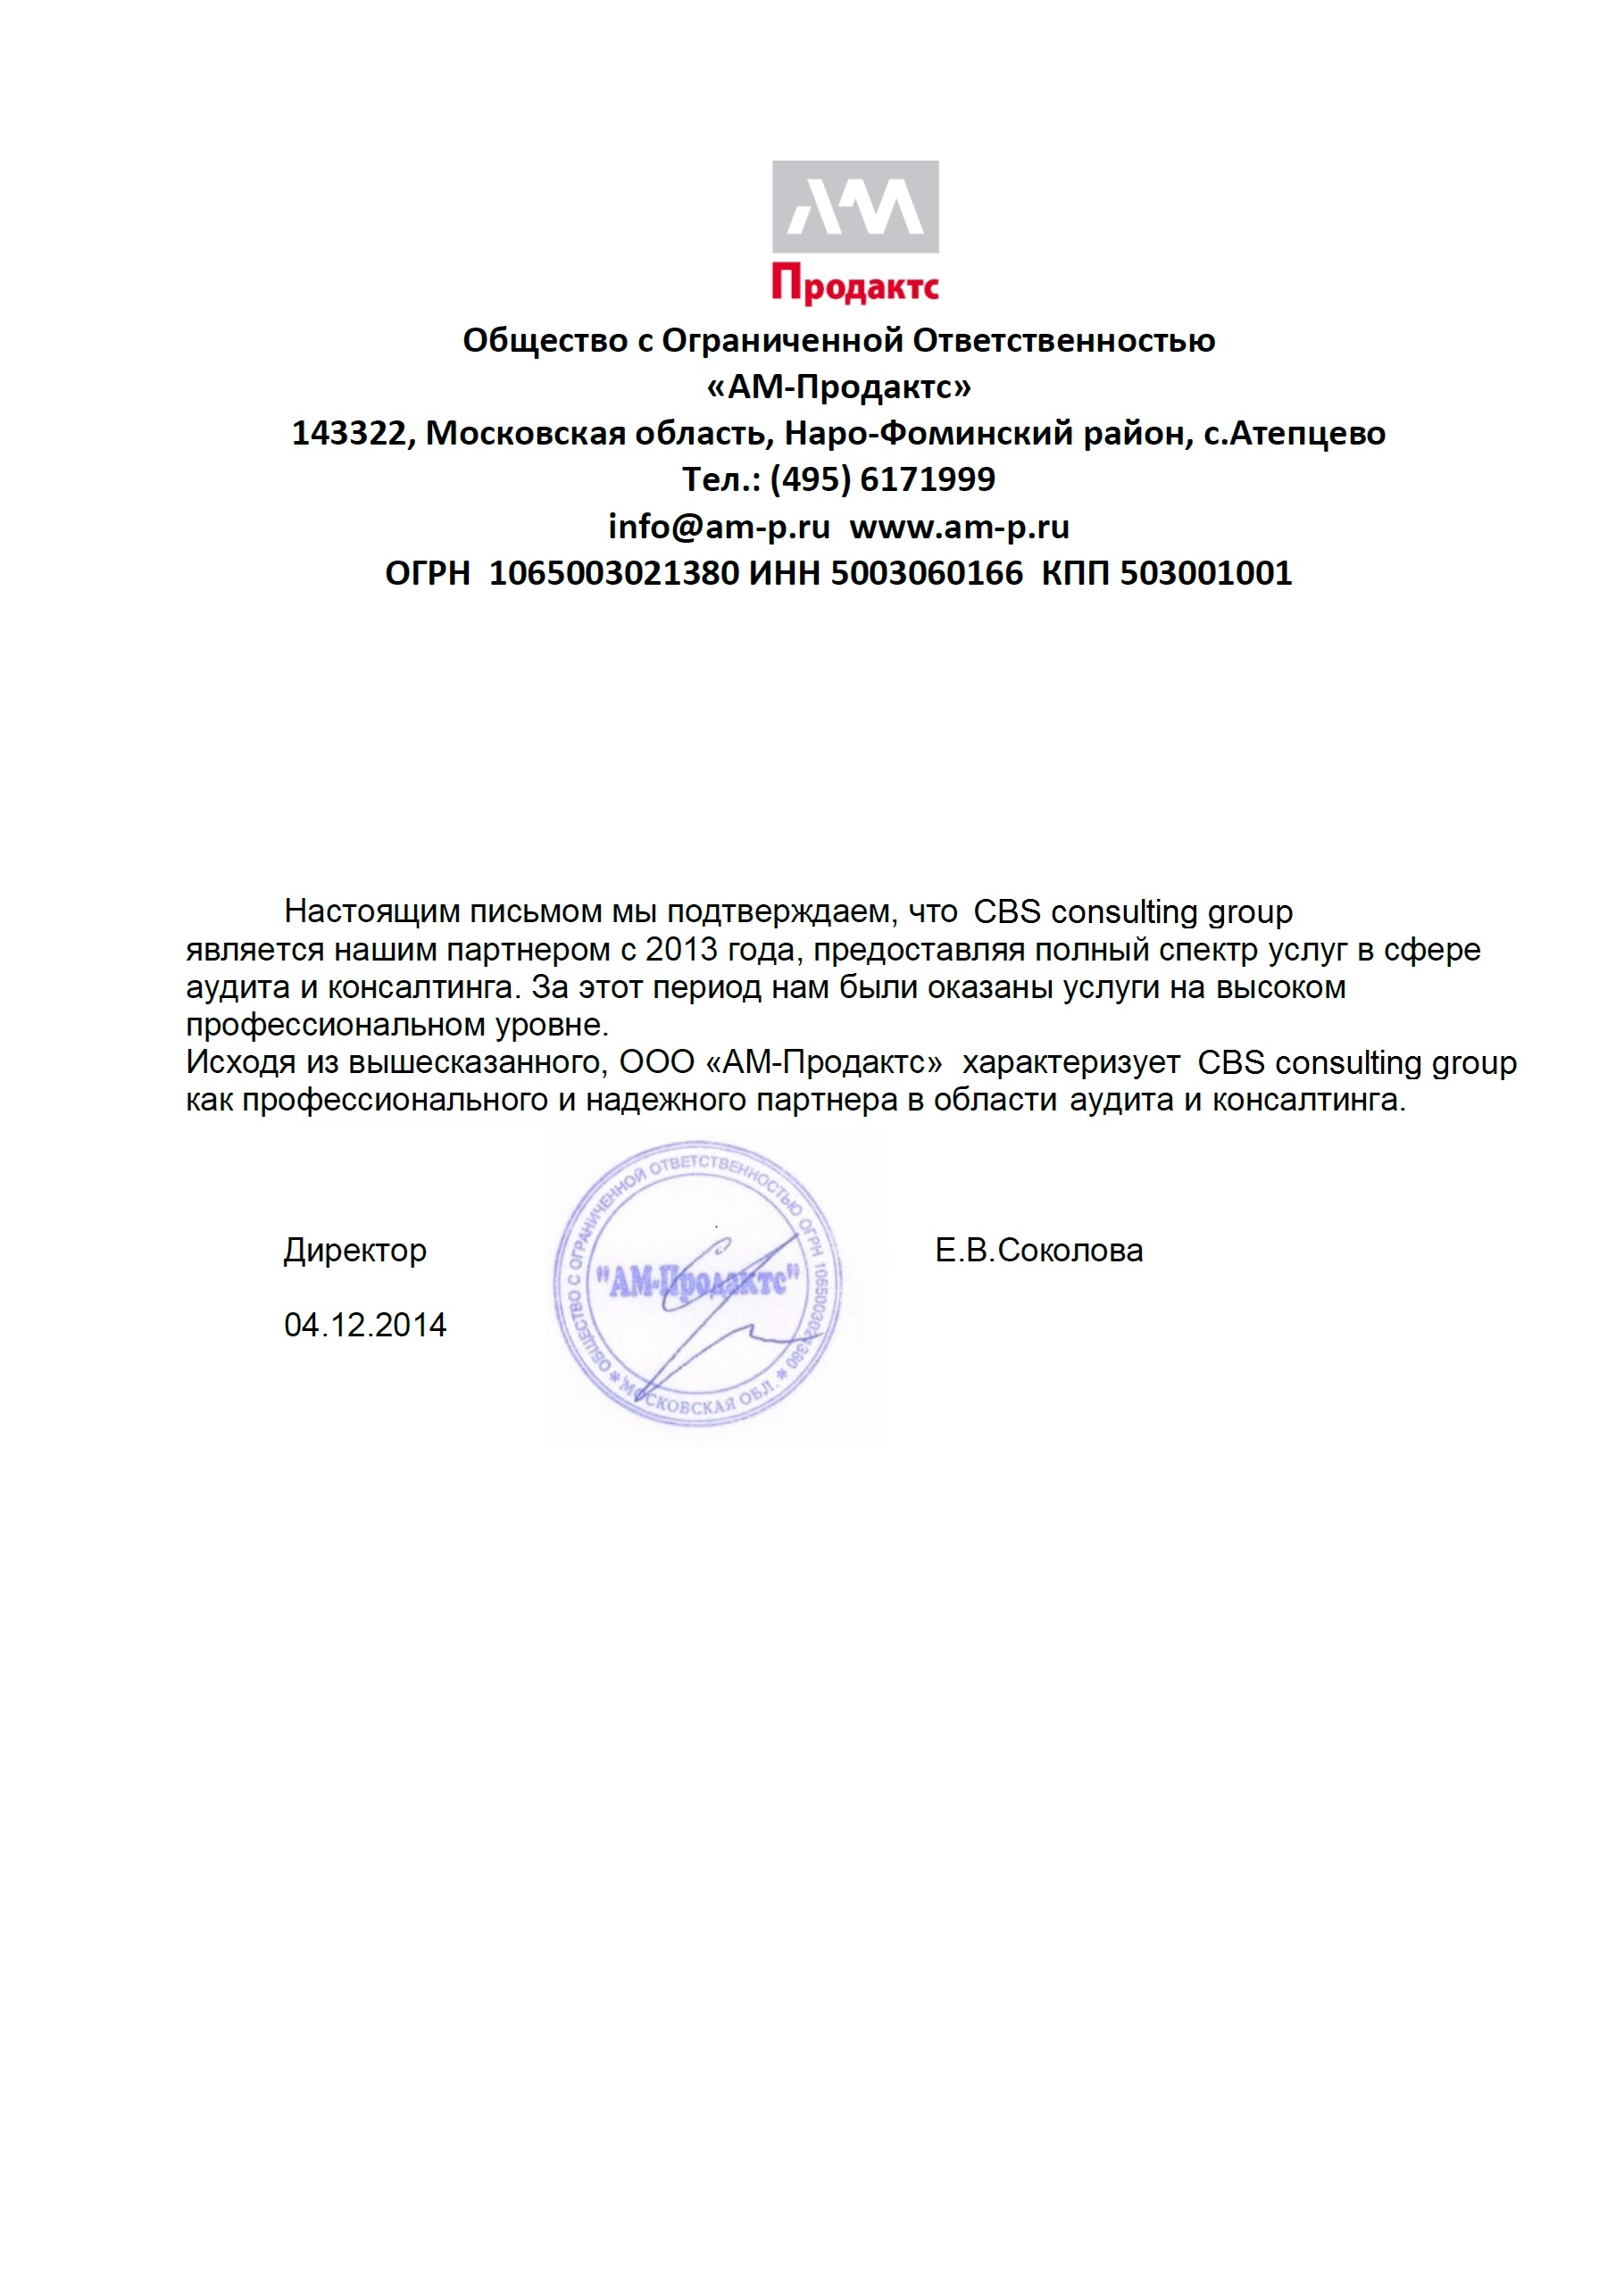 АМ
Продактс
Общество с Ограниченной Ответственностью
«АМ-Продактс»
143322, Московская область, Наро-Фоминский район, с.Атепцево
Тел.: (495) 6171999
info@am-p.ru  www.am-p.ru
ОГРН  1065003021380 ИНН 5003060166  КПП 503001001
Настоящим письмом мы подтверждаем, что CBS consulting group
является нашим партнером с 2013 года, предоставляя полный спектр услуг в сфере
аудита и консалтинга. За этот период нам были оказаны услуги на высоком
профессиональном уровне.
Исходя из вышесказанного, ООО «АМ-Продактс»  характеризует CBS consulting group
как профессионального и надежного партнера в области аудита и консалтинга.
Директор
Е.В.Соколова
04.12.2014
ОБЩЕСТВО С ОГРАНИЧЕННОЙ ОТВЕТСТВЕННОСТЬЮ ОГРН 1065003021380
* МОСКОВСКАЯ ОБЛ. *
"АМ-Продактс"